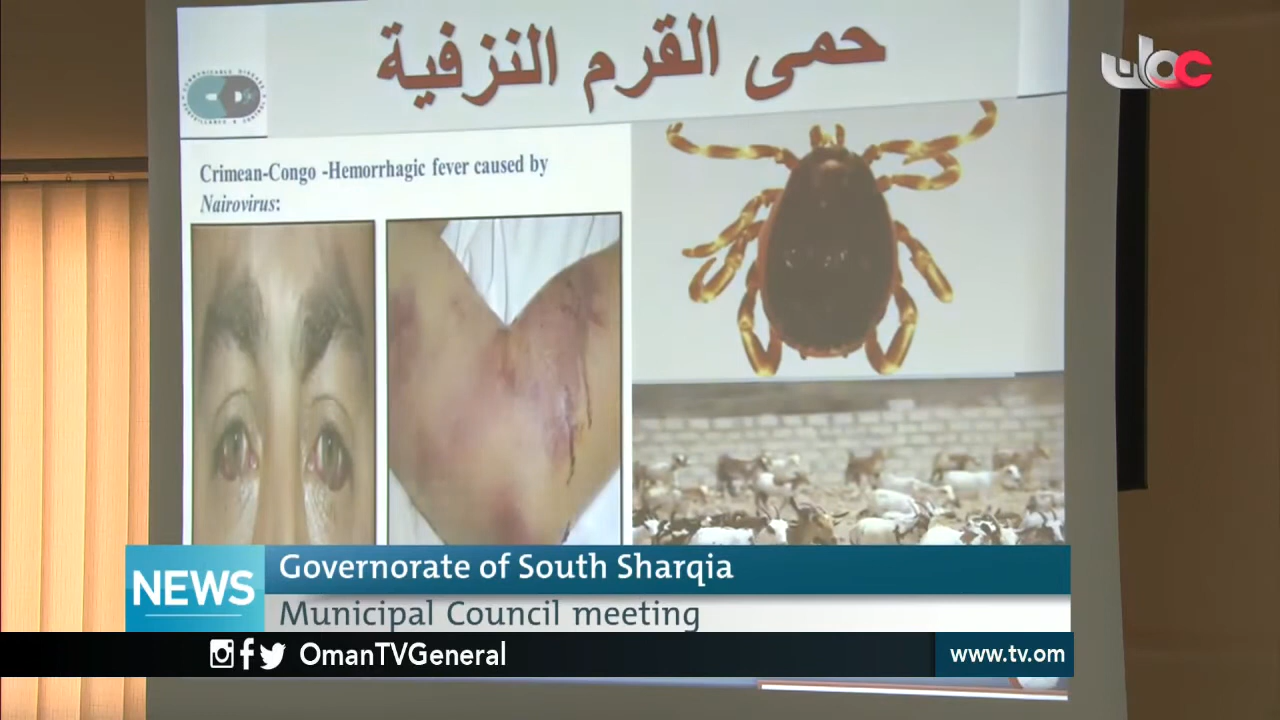 حمى القرم النزفية
عمان
Crimean-Congo -Hemorrhagic fever caused by
Nairovirus:
NEWS
Governorate of South Sharqia
Municipal Council meeting
OmanTVGeneral
www.tv.om